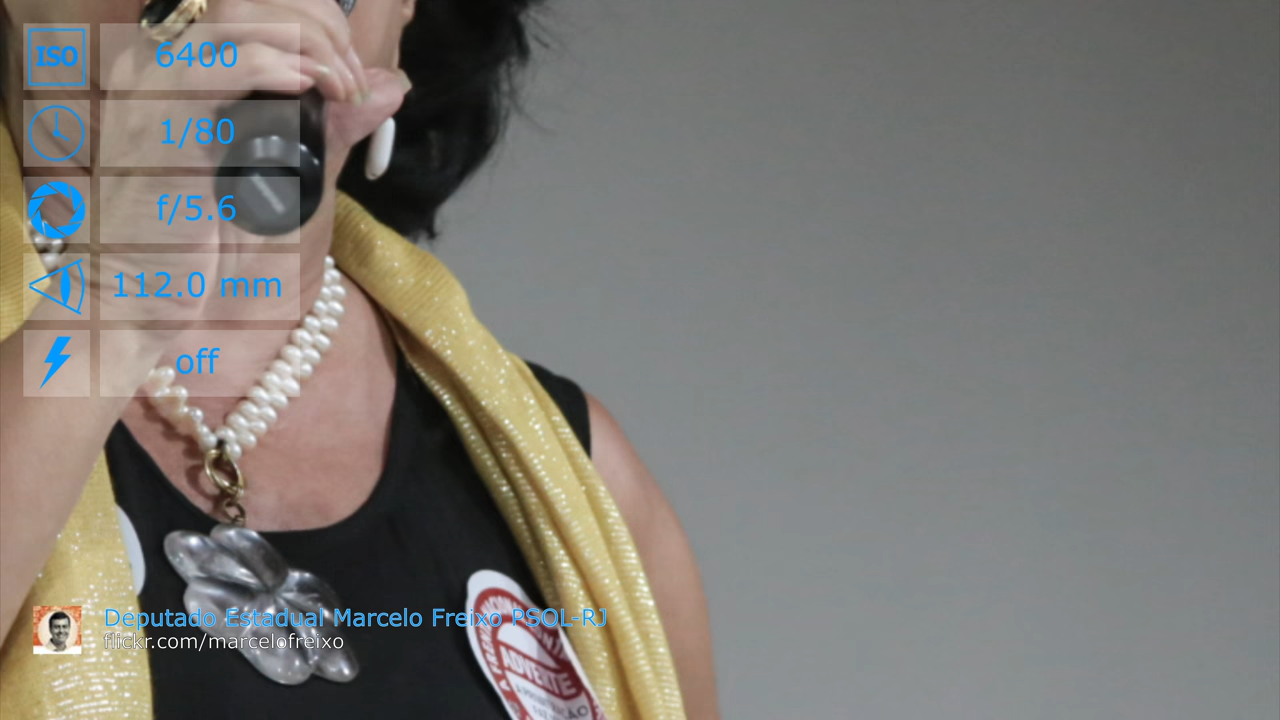 ISO 6400
1/80
f/5.6
112.0 mm
off
Deputado Estadual Marcelo Freixo PSOL-RJ
flickr.com/marcelofreixo
ADVERTE